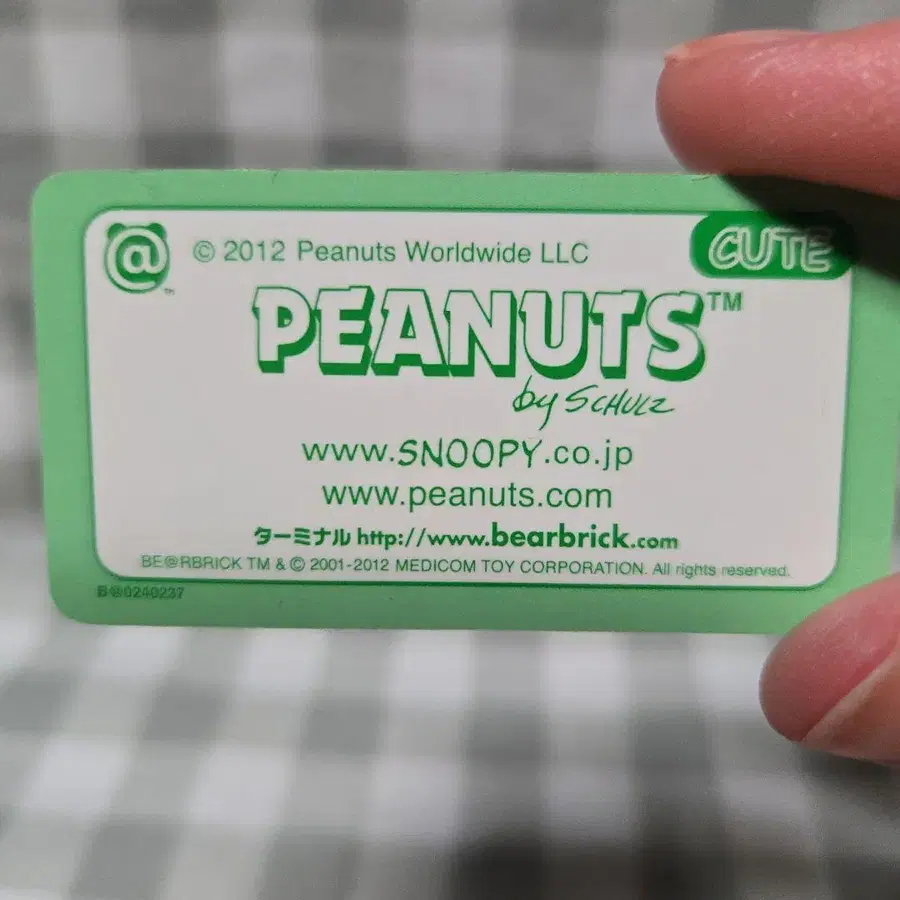 @ ™ © 2012 Peanuts Worldwide LLC CUTE
PEANUTS™
by SCHULZ
www.SNOOPY.co.jp
www.peanuts.com
ターミナル http://www.bearbrick.com
BE@RBRICK TM & © 2001-2012 MEDICOM TOY CORPORATION. All rights reserved.
B@0240237